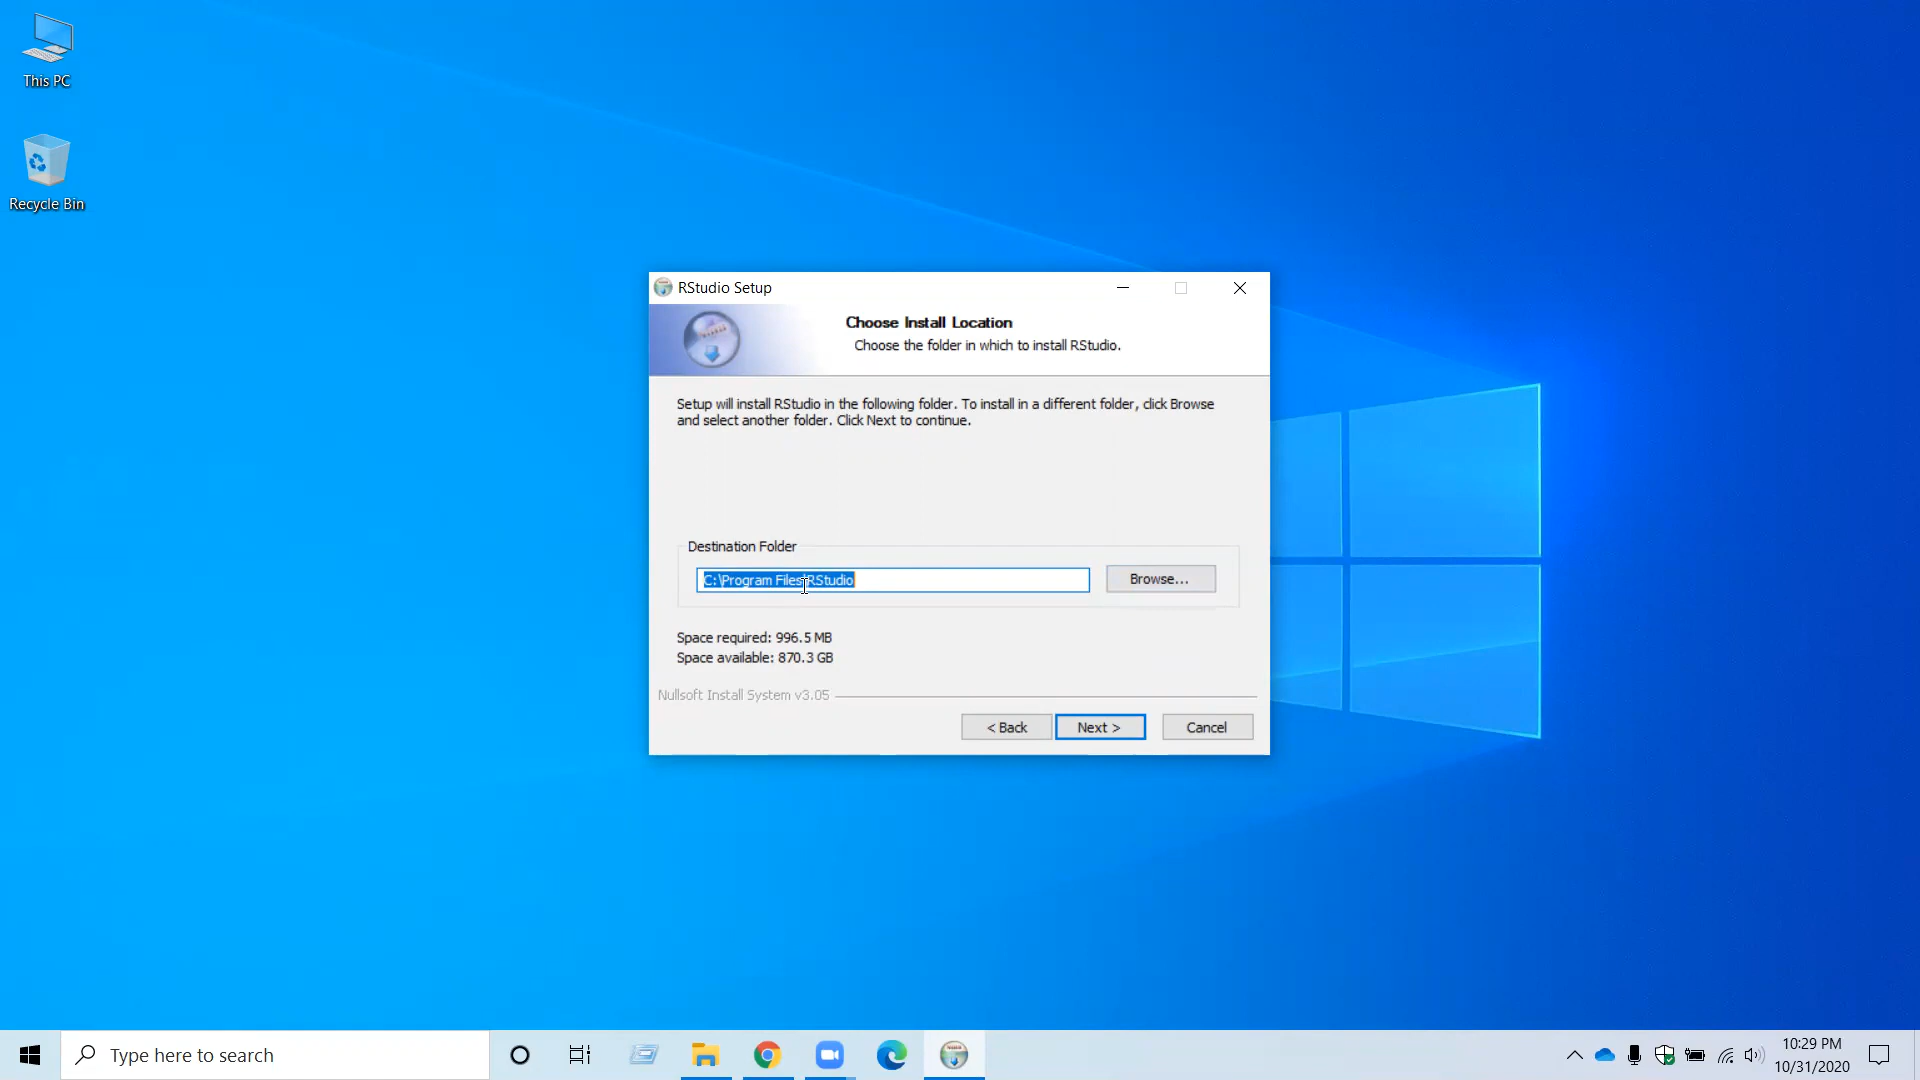 This PC
Recycle Bin
RStudio Setup
Choose Install Location
Choose the folder in which to install RStudio.
Setup will install RStudio in the following folder. To install in a different folder, click Browse
and select another folder. Click Next to continue.
Destination Folder
C:\Program Files\RStudio
Browse...
Space required: 996.5 MB
Space available: 870.3 GB
Nullsoft Install System v3.05
< Back
Next >
Cancel
Type here to search
10:29 PM
10/31/2020